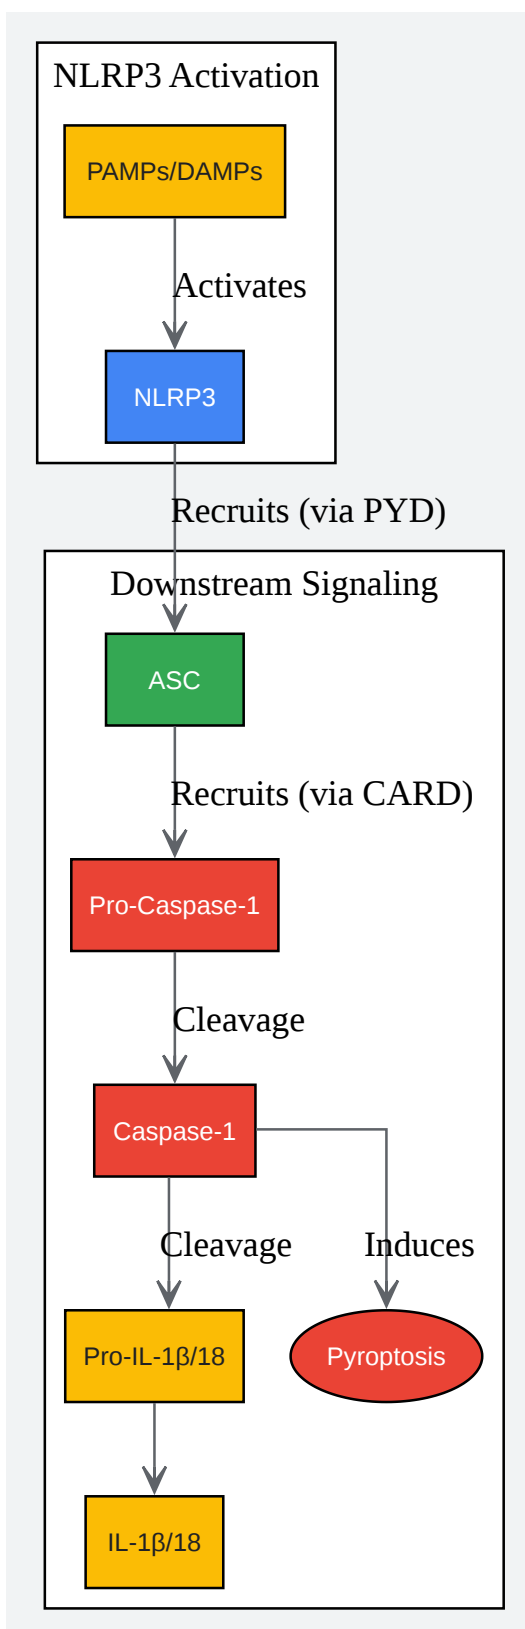 NLRP3 Activation
PAMPs/DAMPs
Activates
NLRP3
Recruits (via PYD)
Downstream Signaling
ASC
Recruits (via CARD)
Pro-Caspase-1
Cleavage
Caspase-1
Cleavage
Induces
Pro-IL-1β/18
Pyroptosis
IL-1β/18